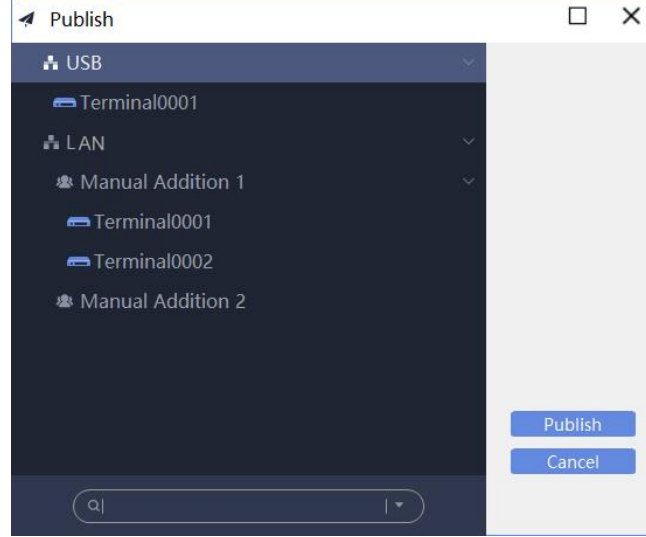 Publish
USB
Terminal0001
LAN
Manual Addition 1
Terminal0001
Terminal0002
Manual Addition 2
Publish
Cancel